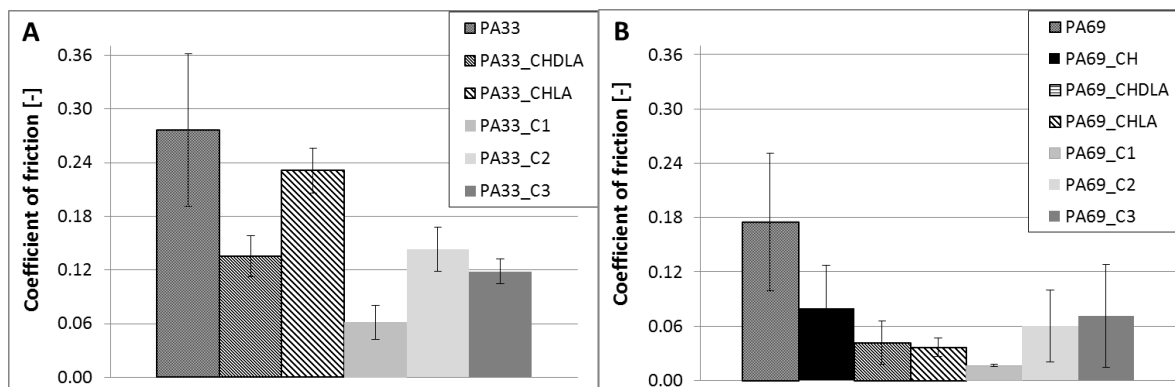 A
Coefficient of friction [-]
0.36
0.30
0.24
0.18
0.12
0.06
0.00
PA33
PA33_CHDLA
PA33_CHLA
PA33_C1
PA33_C2
PA33_C3
B
Coefficient of friction [-]
0.36
0.30
0.24
0.18
0.12
0.06
0.00
PA69
PA69_CH
PA69_CHDLA
PA69_CHLA
PA69_C1
PA69_C2
PA69_C3